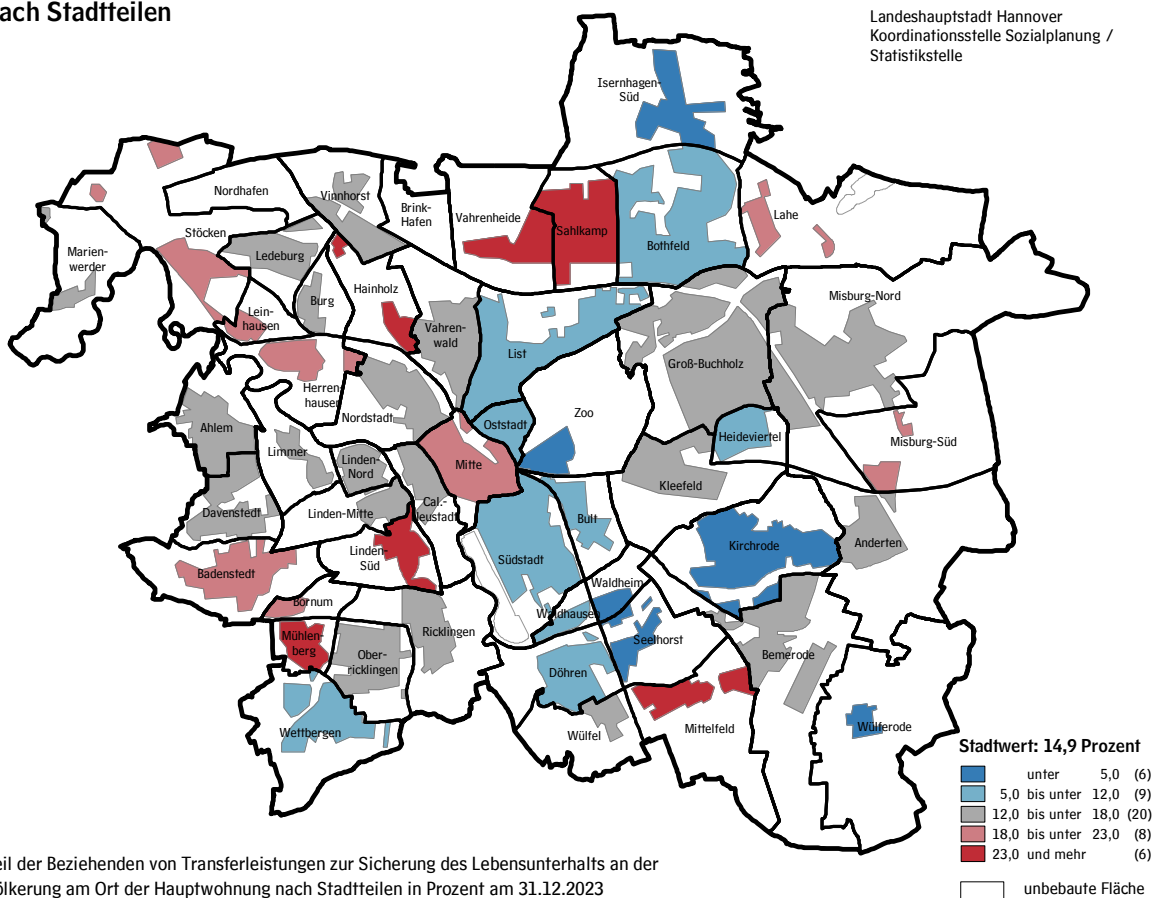 ach Stadtteilen
Landeshauptstadt Hannover
Koordinationsstelle Sozialplanung /
Statistikstelle
Isernhagen-
Süd
Nordhafen
Vinnhorst
Brink-
Hafen
Vahrenheide
Sahlkamp
Bothfeld
Lahe
Stöcken
Marien-
werder
Ledeburg
Burg
Hainholz
Lein-
hausen
Vahren-
wald
List
Misburg-Nord
Groß-Buchholz
Herren-
hausen
Nordstadt
Oststadt
Zoo
Heideviertel
Misburg-Süd
Ahlem
Limmer
Linden-
Nord
Mitte
Kleefeld
Davenstedt
Linden-Mitte
Cal.-
Neustadt
Bult
Kirchrode
Anderten
Linden-
Süd
Südstadt
Badenstedt
Waldheim
Bornum
Waldhausen
Mühlen-
berg
Ricklingen
Seelhorst
Ober-
ricklingen
Bemerode
Döhren
Wettbergen
Wülfel
Mittelfeld
Wülferode
Stadtwert: 14,9 Prozent
unter 5,0 (6)
5,0 bis unter 12,0 (9)
12,0 bis unter 18,0 (20)
18,0 bis unter 23,0 (8)
23,0 und mehr (6)
unbebaute Fläche
eil der Beziehenden von Transferleistungen zur Sicherung des Lebensunterhalts an der
ölkerung am Ort der Hauptwohnung nach Stadtteilen in Prozent am 31.12.2023